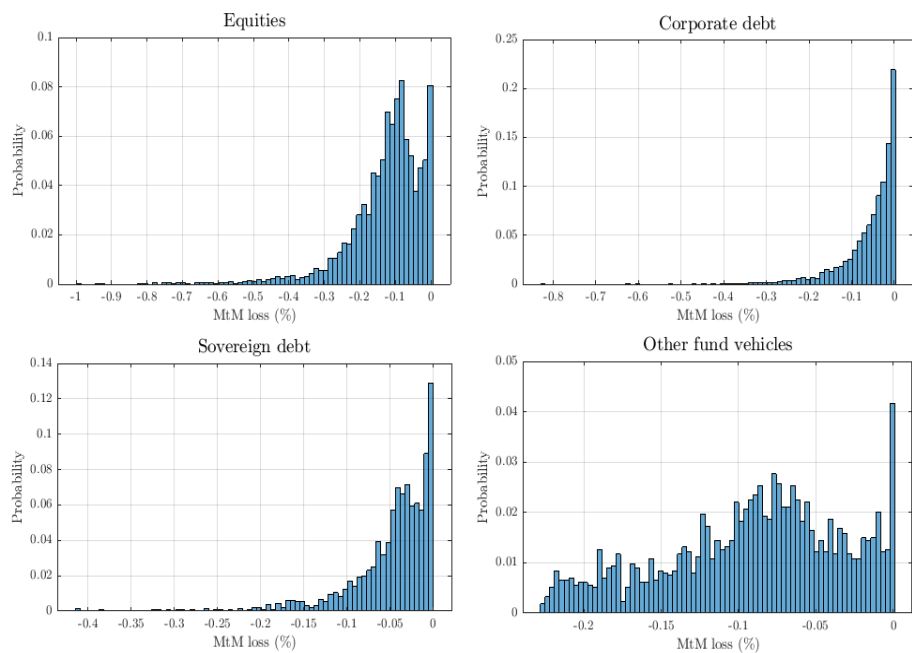 Equities
0.1
0.08
0.06
0.04
0.02
0
Probability
-1 -0.9 -0.8 -0.7 -0.6 -0.5 -0.4 -0.3 -0.2 -0.1 0
MtM loss (%)
Corporate debt
0.25
0.2
0.15
0.1
0.05
0
Probability
-0.8 -0.7 -0.6 -0.5 -0.4 -0.3 -0.2 -0.1 0
MtM loss (%)
Sovereign debt
0.14
0.12
0.1
0.08
0.06
0.04
0.02
0
Probability
-0.4 -0.35 -0.3 -0.25 -0.2 -0.15 -0.1 -0.05 0
MtM loss (%)
Other fund vehicles
0.05
0.04
0.03
0.02
0.01
0
Probability
-0.2 -0.15 -0.1 -0.05 0
MtM loss (%)